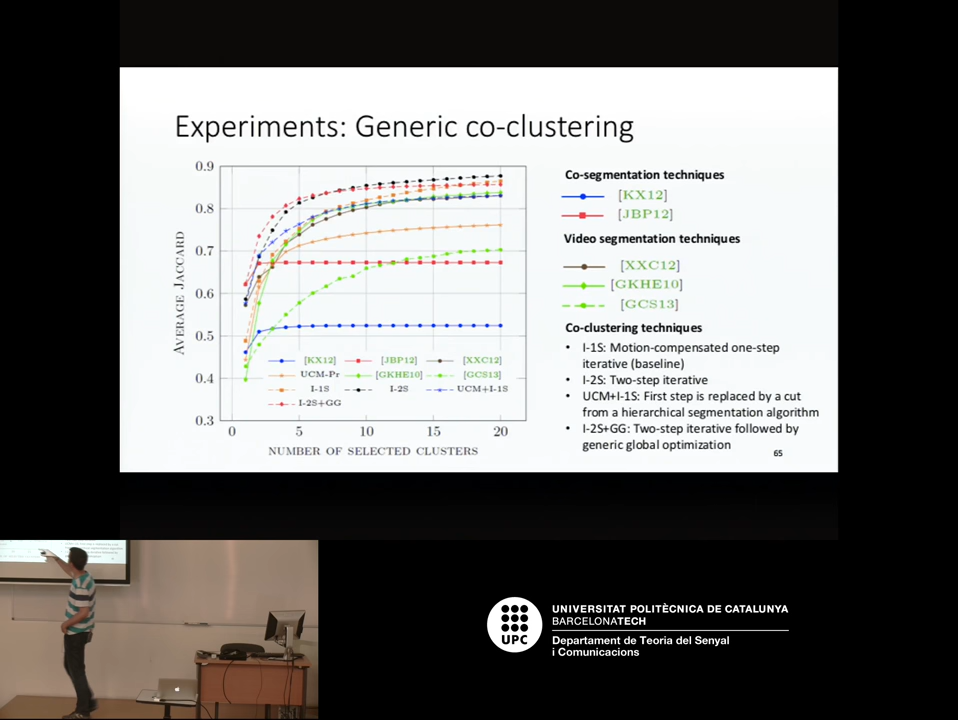 Experiments: Generic co-clustering
0.9
0.8
0.7
0.6
0.5
0.4
0.3
AVERAGE JACCARD
0 5 10 15 20
NUMBER OF SELECTED CLUSTERS
[KX12] [JBP12] [XXC12]
UCM-Pr [GKHE10] [GCS13]
I-1S I-2S UCM+I-1S
I-2S+GG
Co-segmentation techniques
[KX12]
[JBP12]
Video segmentation techniques
[XXC12]
[GKHE10]
[GCS13]
Co-clustering techniques
• I-1S: Motion-compensated one-step
iterative (baseline)
• I-2S: Two-step iterative
• UCM+I-1S: First step is replaced by a cut
from a hierarchical segmentation algorithm
• I-2S+GG: Two-step iterative followed by
generic global optimization
65
UPC
UNIVERSITAT POLITÈCNICA DE CATALUNYA
BARCELONATECH
Departament de Teoria del Senyal
i Comunicacions